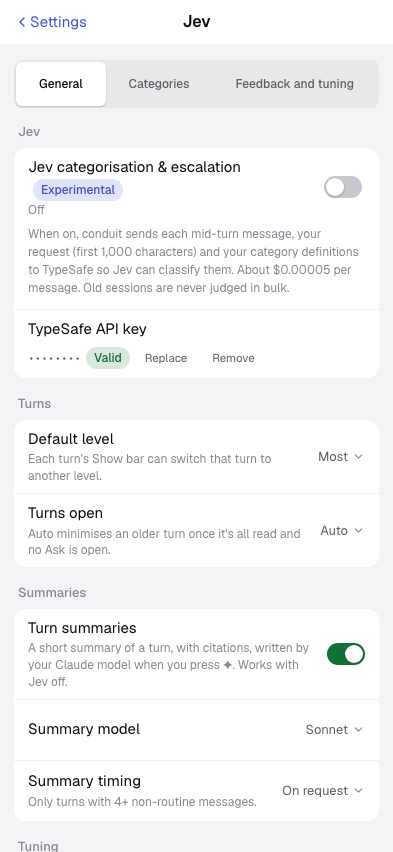 Settings
Jev
General
Categories
Feedback and tuning
Jev
Jev categorisation & escalation
Experimental
Off
When on, conduit sends each mid-turn message, your
request (first 1,000 characters) and your category definitions
to TypeSafe so Jev can classify them. About $0.00005 per
message. Old sessions are never judged in bulk.
TypeSafe API key
········ Valid Replace Remove
Turns
Default level
Each turn's Show bar can switch that turn to
another level.
Most
Turns open
Auto minimises an older turn once it's all read and
no Ask is open.
Auto
Summaries
Turn summaries
A short summary of a turn, with citations, written by
your Claude model when you press ✦. Works with
Jev off.
Summary model
Sonnet
Summary timing
Only turns with 4+ non-routine messages.
On request
Tuning